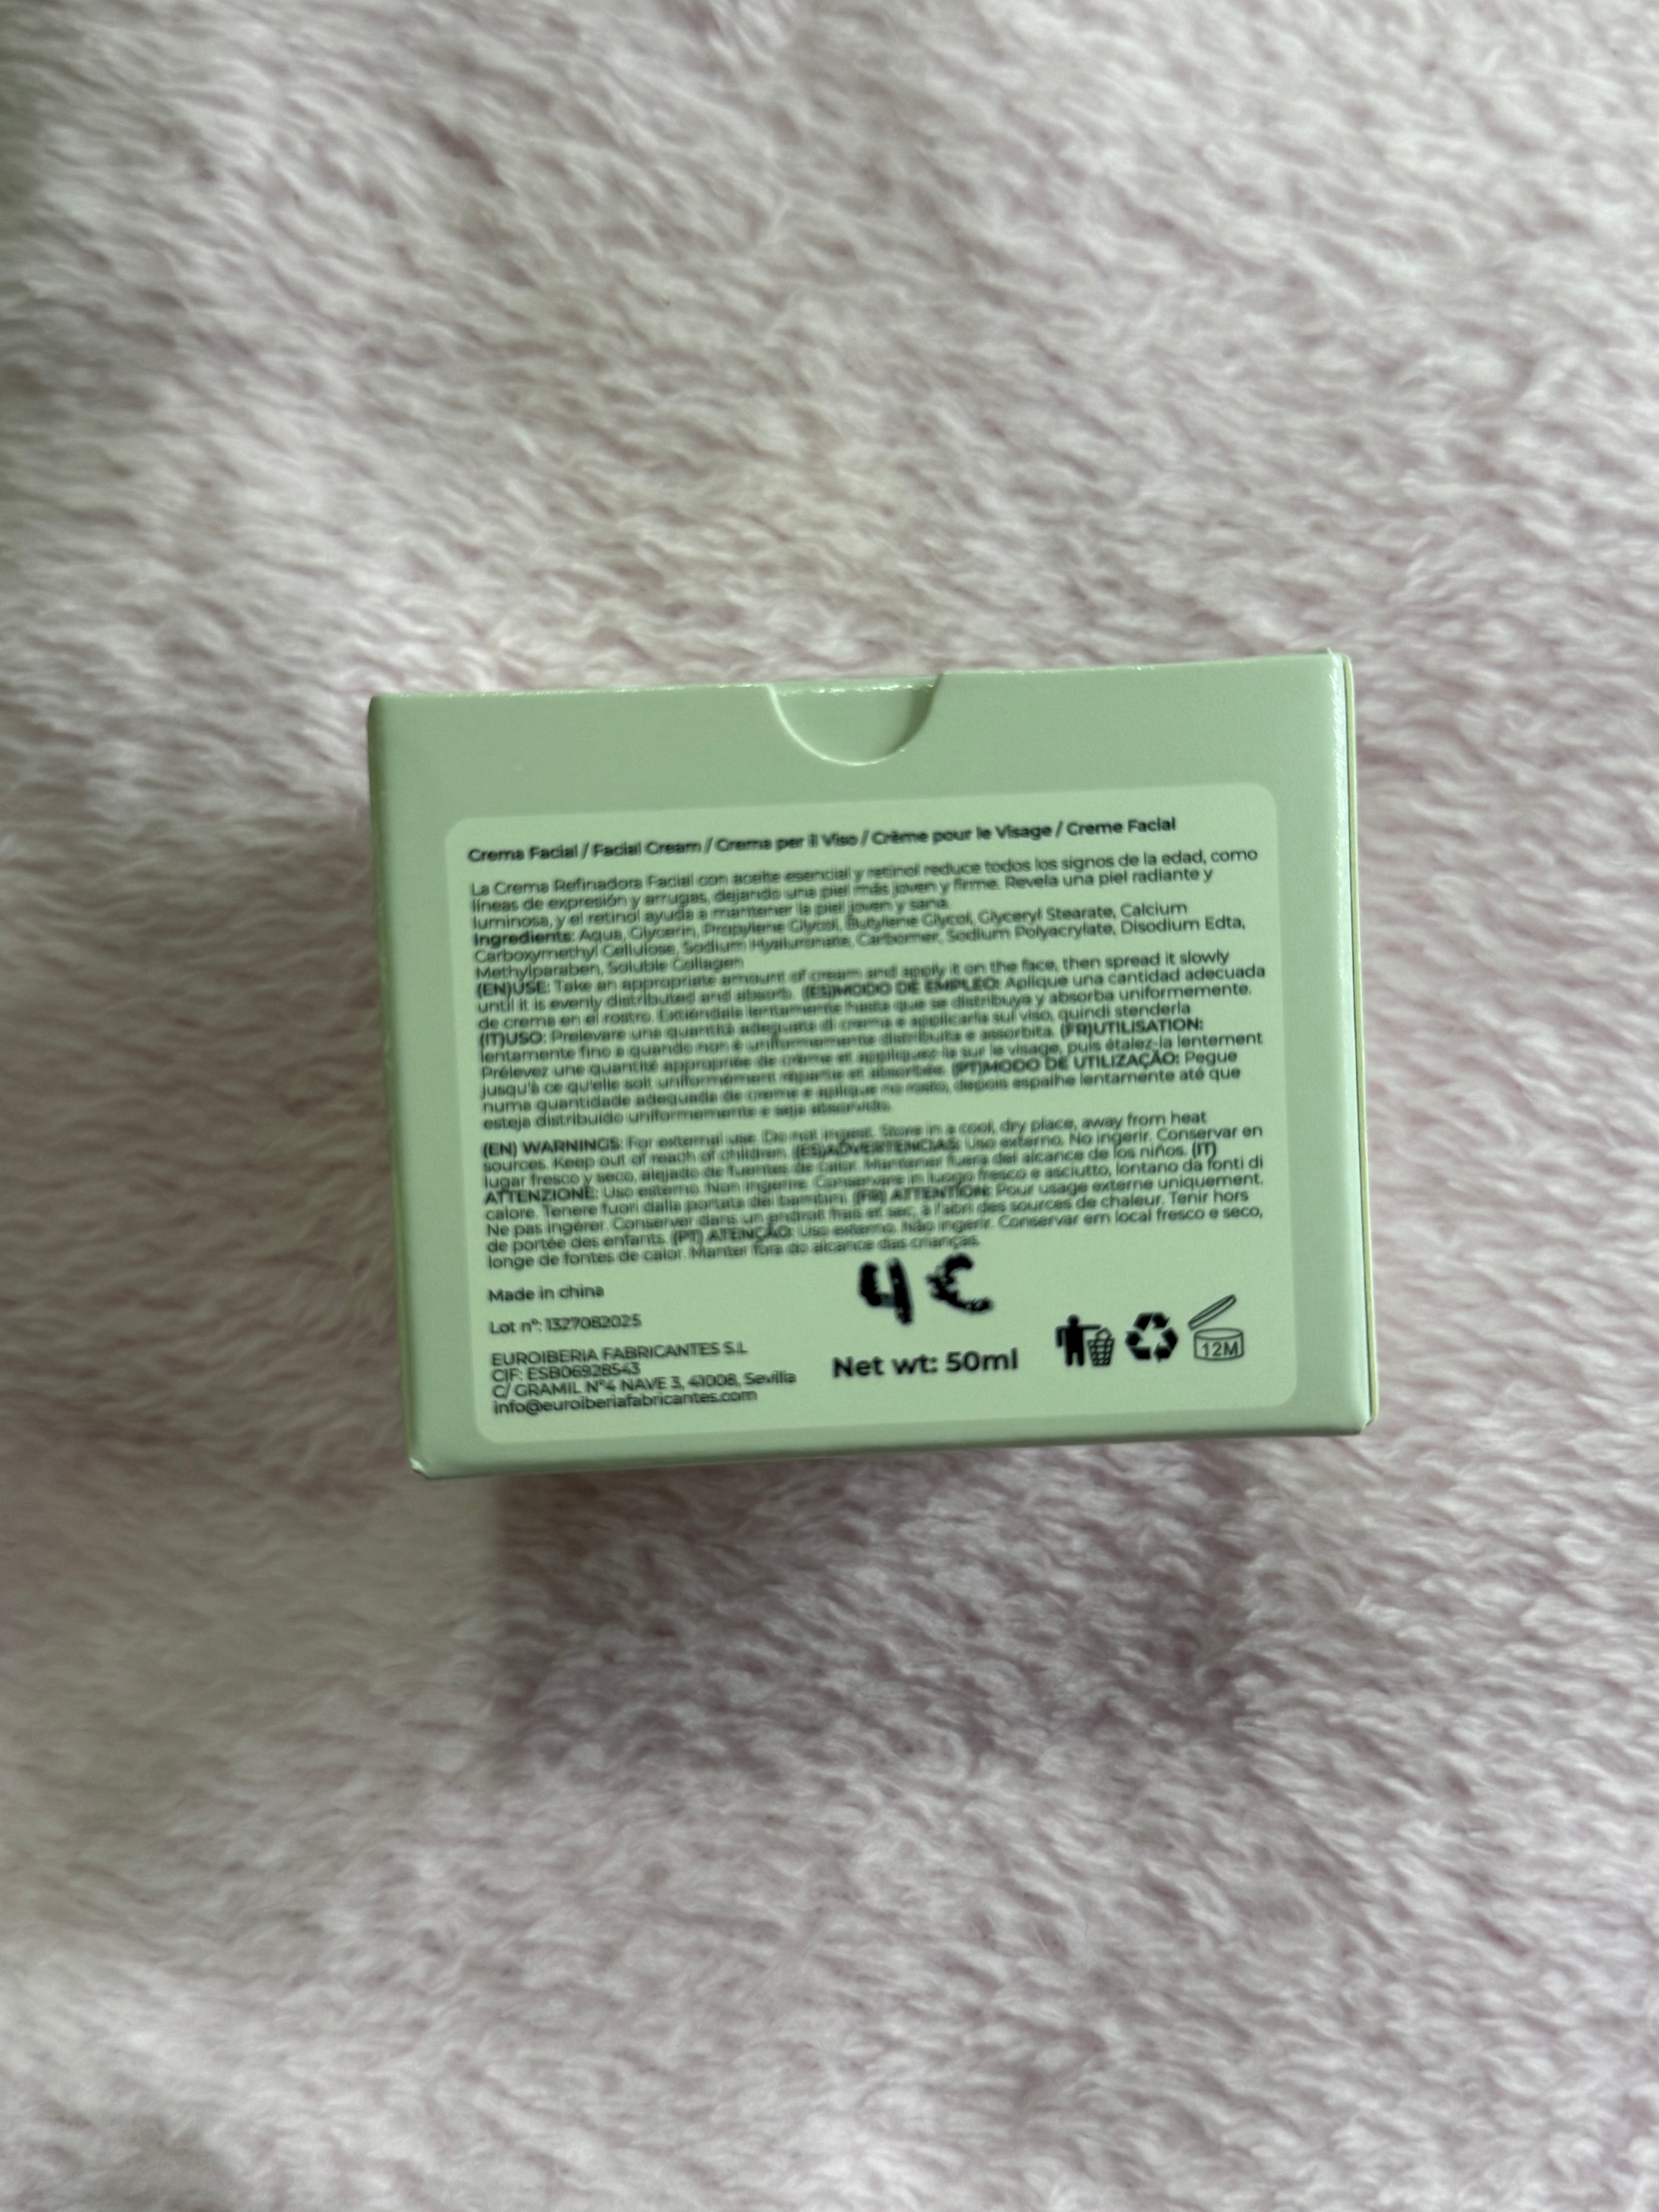 Crema Facial / Facial Cream / Crema per il Viso / Crème pour le Visage / Creme Facial
La Crema Refinadora Facial con aceite esencial y retinol reduce todos los signos de la edad, como
líneas de expresión y arrugas, dejando una piel más joven y firme. Revela una piel radiante y
luminosa, y el retinol ayuda a mantener la piel joven y sana.
Ingredients: Aqua, Glycerin, Propylene Glycol, Butylene Glycol, Glyceryl Stearate, Calcium
Carboxymethyl Cellulose, Sodium Hyaluronate, Carbomer, Sodium Polyacrylate, Disodium Edta,
Methylparaben, Soluble Collagen
(EN)USE: Take an appropriate amount of cream and apply it on the face, then spread it slowly
until it is evenly distributed and absorb. (ES)MODO DE EMPLEO: Aplique una cantidad adecuada
de crema en el rostro. Extiéndala lentamente hasta que se distribuya y absorba uniformemente.
(IT)USO: Prelevare una quantità adeguata di crema e applicarla sul viso, quindi stenderla
lentamente fino a quando non è uniformemente distribuita e assorbita. (FR)UTILISATION:
Prélevez une quantité appropriée de crème et appliquez-la sur le visage, puis étalez-la lentement
jusqu'à ce qu'elle soit uniformément répartie et absorbée. (PT)MODO DE UTILIZAÇÃO: Pegue
numa quantidade adequada de creme e aplique no rosto, depois espalhe lentamente até que
esteja distribuído uniformemente e seja absorvido.
(EN) WARNINGS: For external use. Do not ingest. Store in a cool, dry place, away from heat
sources. Keep out of reach of children. (ES)ADVERTENCIAS: Uso externo. No ingerir. Conservar en
lugar fresco y seco, alejado de fuentes de calor. Mantener fuera del alcance de los niños. (IT)
ATTENZIONE: Uso esterno. Non ingerire. Conservare in luogo fresco e asciutto, lontano da fonti di
calore. Tenere fuori dalla portata dei bambini. (FR) ATTENTION: Pour usage externe uniquement.
Ne pas ingérer. Conserver dans un endroit frais et sec, à l'abri des sources de chaleur. Tenir hors
de portée des enfants. (PT) ATENÇÃO: Uso externo. Não ingerir. Conservar em local fresco e seco,
longe de fontes de calor. Manter fora do alcance das crianças.
4 €
Made in china
Lot nº: 1327082025
EUROIBERIA FABRICANTES S.L
CIF: ESB06928543
C/ GRAMIL Nº4 NAVE 3, 41008, Sevilla
info@euroiberiafabricantes.com
Net wt: 50ml
12M